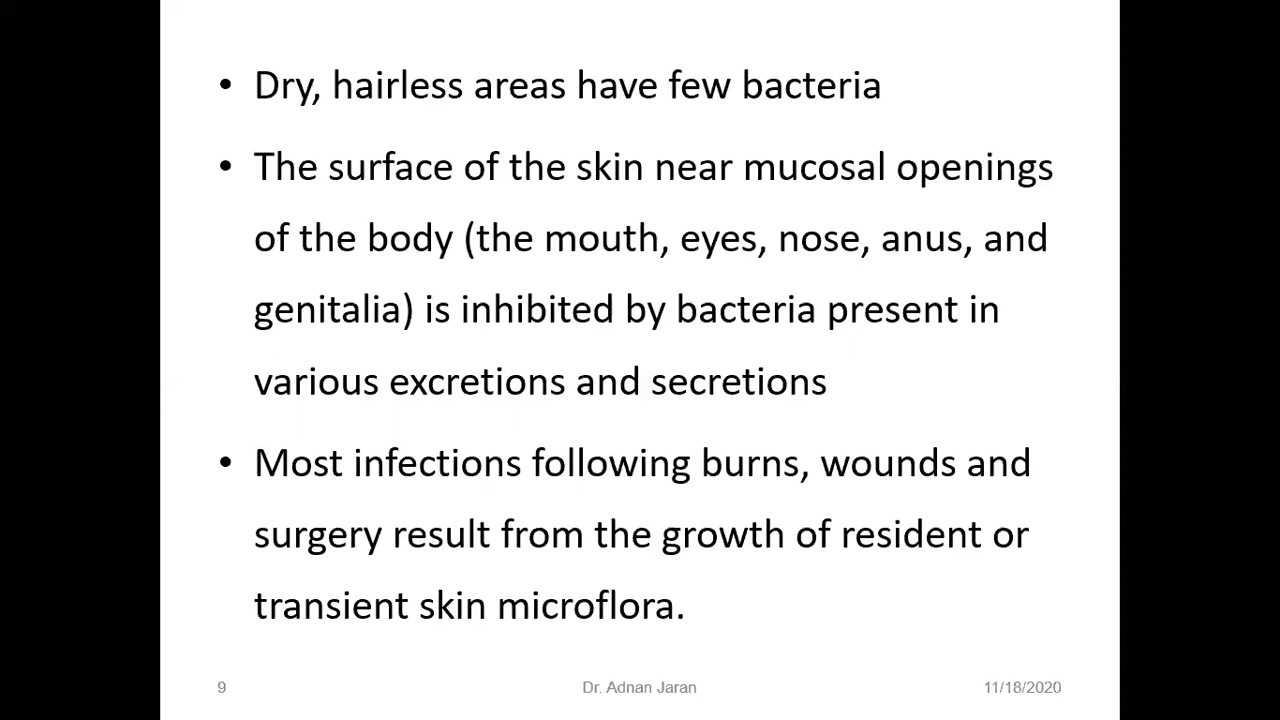 • Dry, hairless areas have few bacteria
• The surface of the skin near mucosal openings
of the body (the mouth, eyes, nose, anus, and
genitalia) is inhibited by bacteria present in
various excretions and secretions
• Most infections following burns, wounds and
surgery result from the growth of resident or
transient skin microflora.
9 Dr. Adnan Jaran 11/18/2020